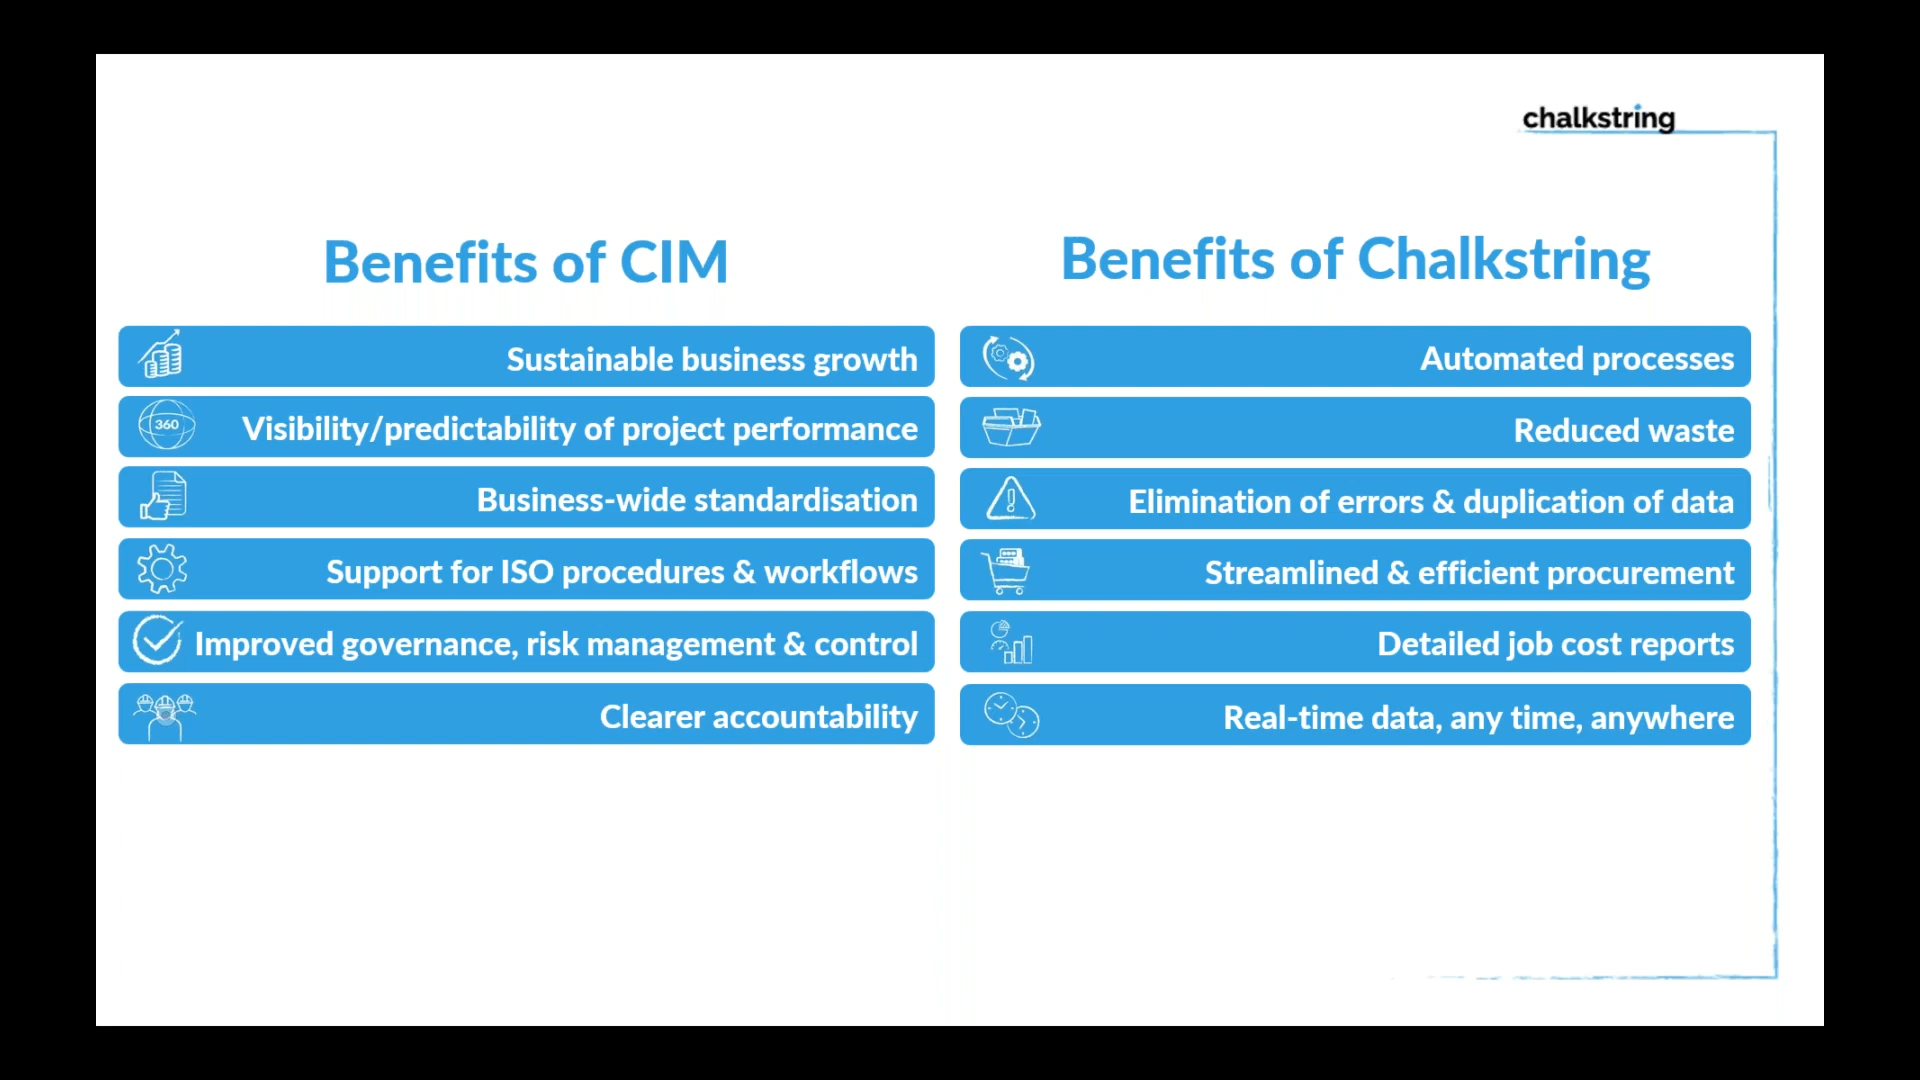 chalkstring
Benefits of CIM
Sustainable business growth
360
Visibility/predictability of project performance
Business-wide standardisation
Support for ISO procedures & workflows
Improved governance, risk management & control
Clearer accountability
Benefits of Chalkstring
Automated processes
Reduced waste
Elimination of errors & duplication of data
Streamlined & efficient procurement
Detailed job cost reports
Real-time data, any time, anywhere